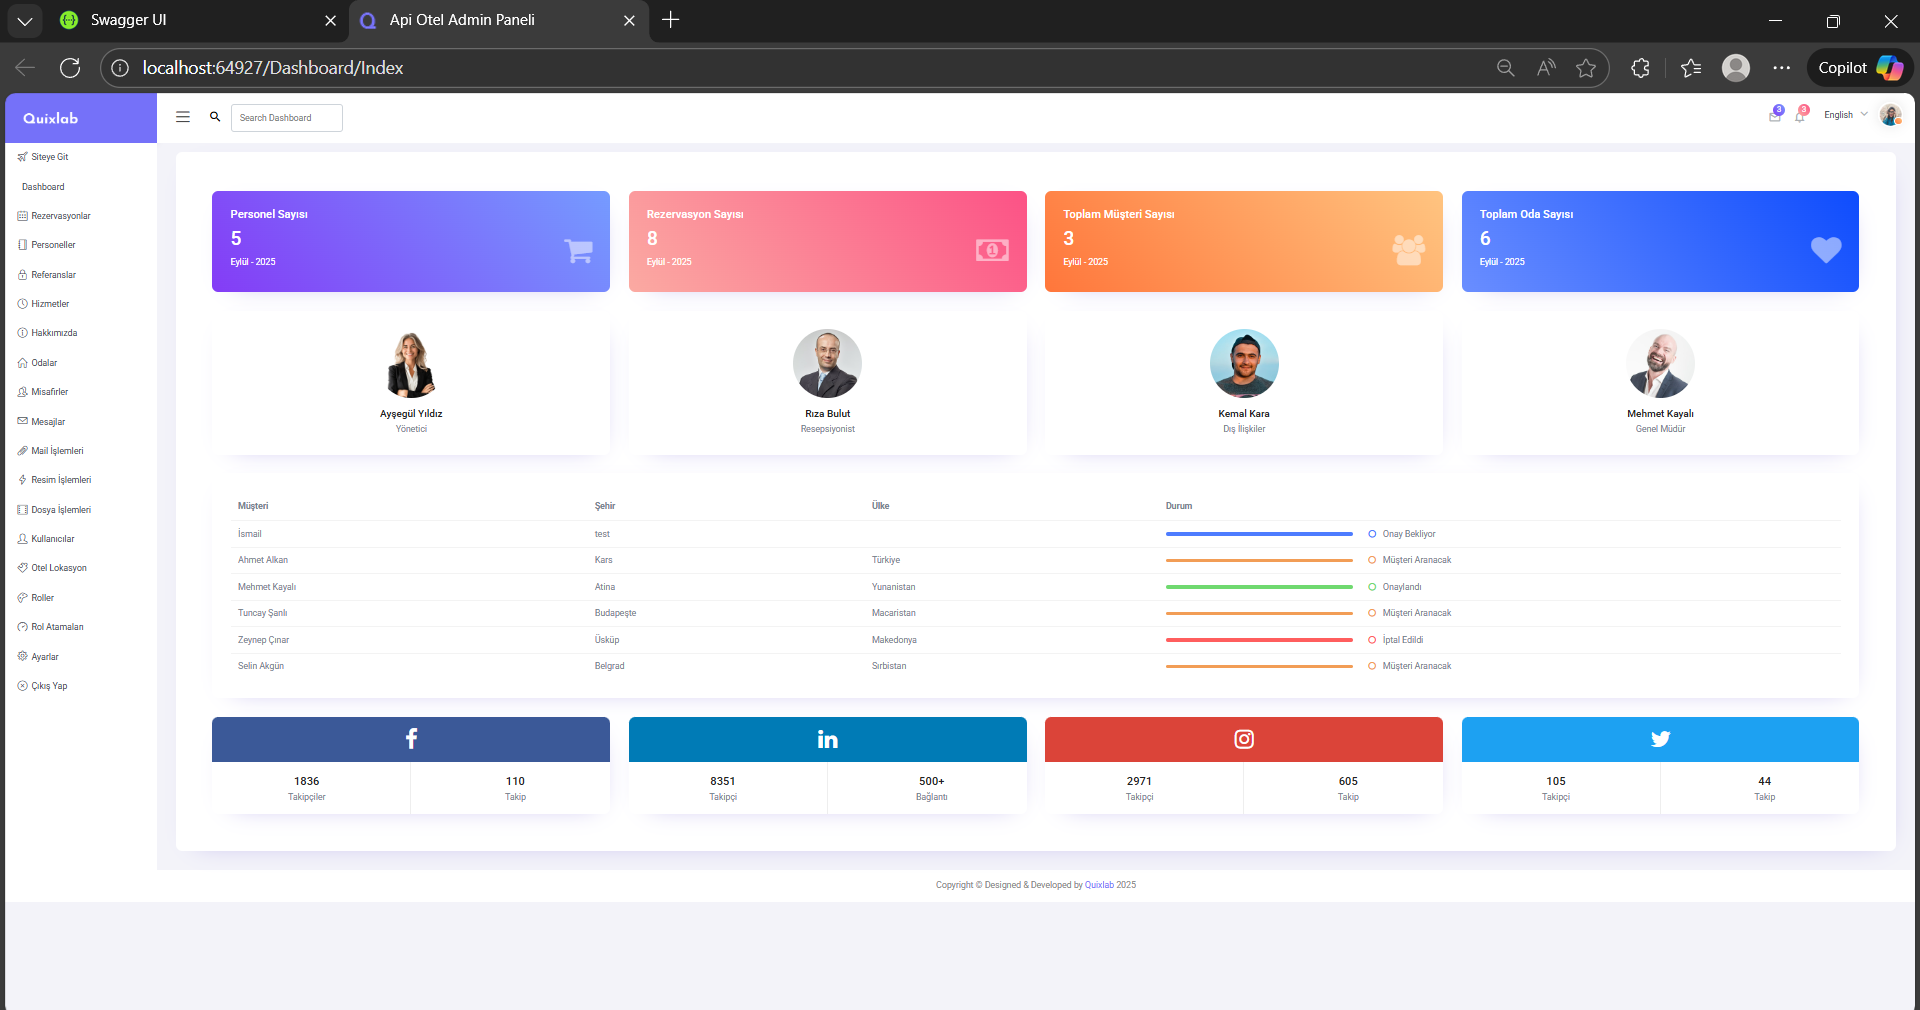 Swagger UI
Api Otel Admin Paneli
localhost:64927/Dashboard/Index
Copilot
Quixlab
Search Dashboard
3
3
English
Siteye Git
Dashboard
Rezervasyonlar
Personeller
Referanslar
Hizmetler
Hakkımızda
Odalar
Misafirler
Mesajlar
Mail İşlemleri
Resim İşlemleri
Dosya İşlemleri
Kullanıcılar
Otel Lokasyon
Roller
Rol Atamaları
Ayarlar
Çıkış Yap
Personel Sayısı
5
Eylül - 2025
Rezervasyon Sayısı
8
Eylül - 2025
Toplam Müşteri Sayısı
3
Eylül - 2025
Toplam Oda Sayısı
6
Eylül - 2025
Ayşegül Yıldız
Yönetici
Rıza Bulut
Resepsiyonist
Kemal Kara
Dış İlişkiler
Mehmet Kayalı
Genel Müdür
Müşteri Şehir Ülke Durum
İsmail test Onay Bekliyor
Ahmet Alkan Kars Türkiye Müşteri Aranacak
Mehmet Kayalı Atina Yunanistan Onaylandı
Tuncay Şanlı Budapeşte Macaristan Müşteri Aranacak
Zeynep Çınar Üsküp Makedonya İptal Edildi
Selin Akgün Belgrad Sırbistan Müşteri Aranacak
1836
Takipçiler
110
Takip
8351
Takipçi
500+
Bağlantı
2971
Takipçi
605
Takip
105
Takipçi
44
Takip
Copyright © Designed & Developed by Quixlab 2025